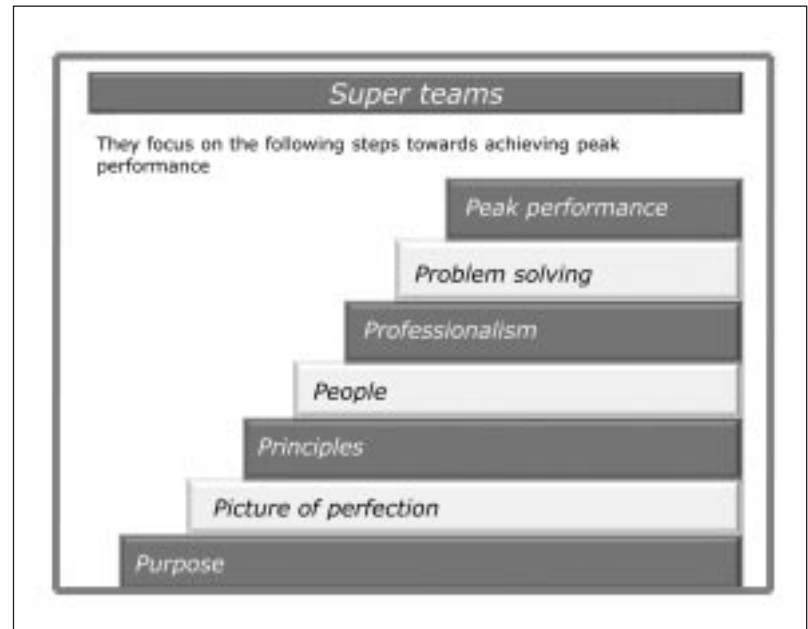 Super teams
They focus on the following steps towards achieving peak
performance
Peak performance
Problem solving
Professionalism
People
Principles
Picture of perfection
Purpose